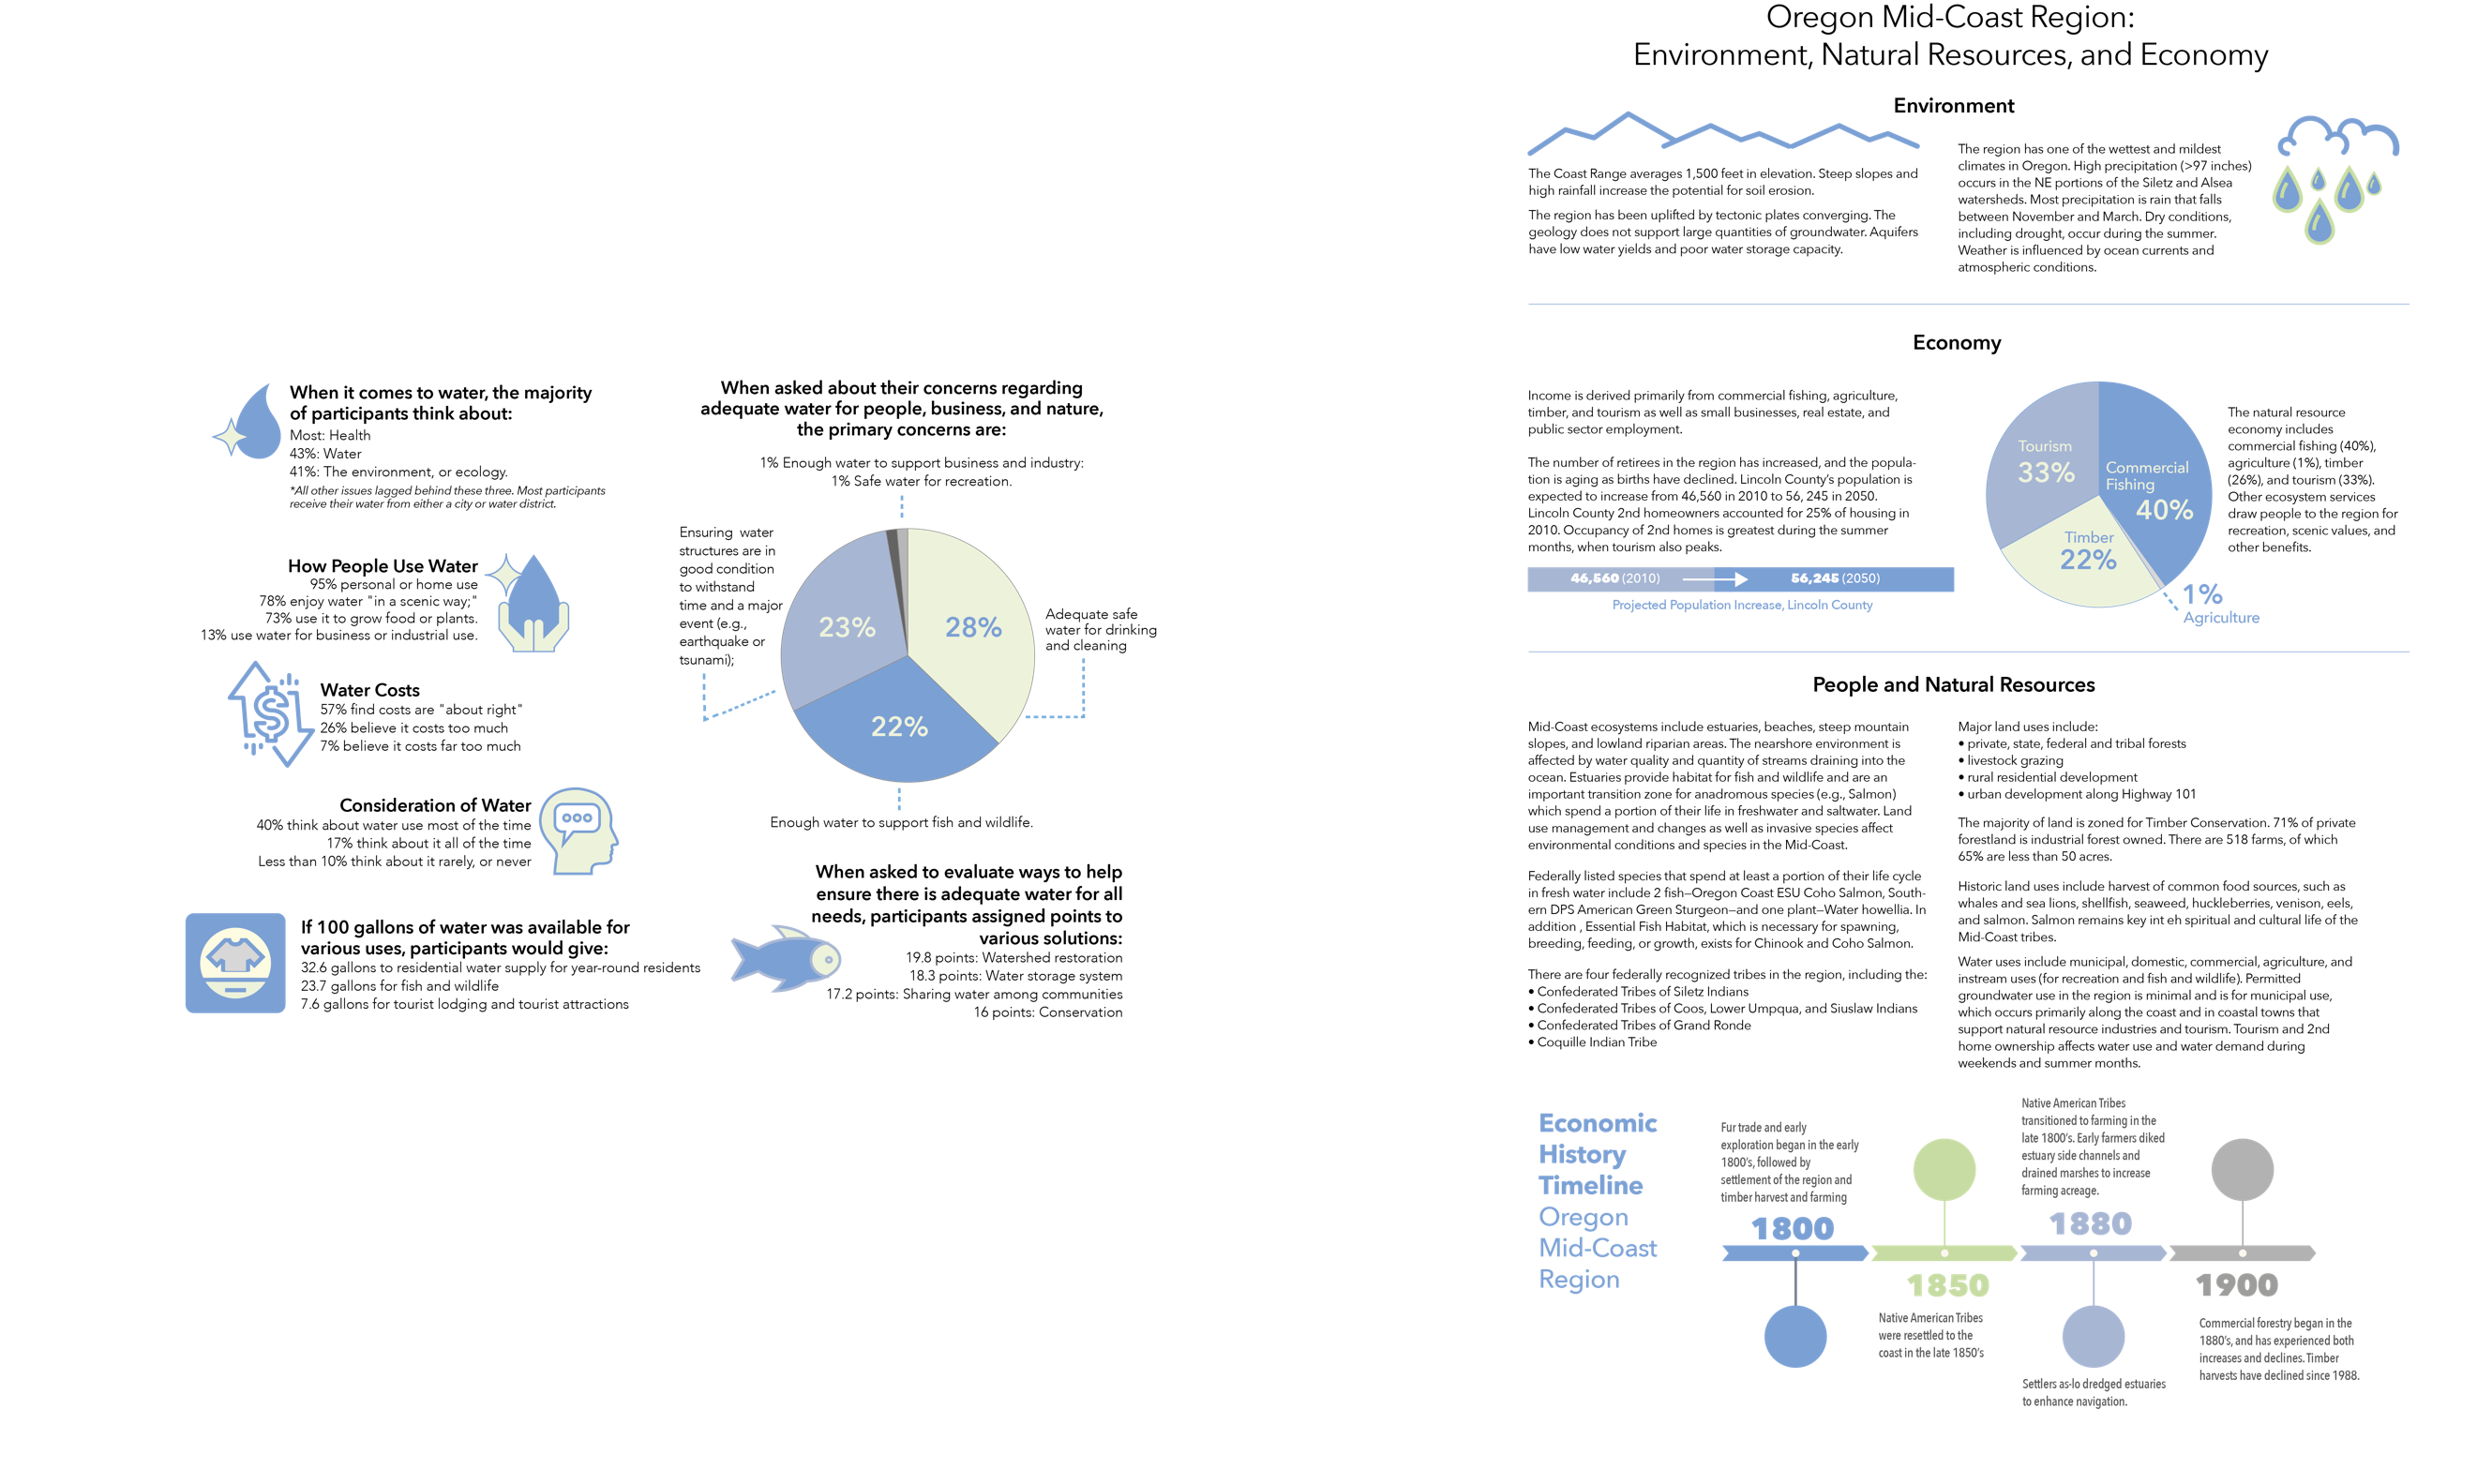 When it comes to water, the majority
of participants think about:
Most: Health
43%: Water
41%: The environment, or ecology.
*All other issues lagged behind these three. Most participants
receive their water from either a city or water district.
How People Use Water
95% personal or home use
78% enjoy water "in a scenic way;"
73% use it to grow food or plants.
13% use water for business or industrial use.
Water Costs
57% find costs are "about right"
26% believe it costs too much
7% believe it costs far too much
Consideration of Water
40% think about water use most of the time
17% think about it all of the time
Less than 10% think about it rarely, or never
If 100 gallons of water was available for
various uses, participants would give:
32.6 gallons to residential water supply for year-round residents
23.7 gallons for fish and wildlife
7.6 gallons for tourist lodging and tourist attractions
When asked about their concerns regarding
adequate water for people, business, and nature,
the primary concerns are:
1% Enough water to support business and industry:
1% Safe water for recreation.
Ensuring water
structures are in
good condition
to withstand
time and a major
event (e.g.,
earthquake or
tsunami);
23%
28%
22%
Adequate safe
water for drinking
and cleaning
Enough water to support fish and wildlife.
When asked to evaluate ways to help
ensure there is adequate water for all
needs, participants assigned points to
various solutions:
19.8 points: Watershed restoration
18.3 points: Water storage system
17.2 points: Sharing water among communities
16 points: Conservation
Oregon Mid-Coast Region:
Environment, Natural Resources, and Economy
Environment
The Coast Range averages 1,500 feet in elevation. Steep slopes and
high rainfall increase the potential for soil erosion.
The region has been uplifted by tectonic plates converging. The
geology does not support large quantities of groundwater. Aquifers
have low water yields and poor water storage capacity.
The region has one of the wettest and mildest
climates in Oregon. High precipitation (>97 inches)
occurs in the NE portions of the Siletz and Alsea
watersheds. Most precipitation is rain that falls
between November and March. Dry conditions,
including drought, occur during the summer.
Weather is influenced by ocean currents and
atmospheric conditions.
Economy
Income is derived primarily from commercial fishing, agriculture,
timber, and tourism as well as small businesses, real estate, and
public sector employment.
The number of retirees in the region has increased, and the popula-
tion is aging as births have declined. Lincoln County's population is
expected to increase from 46,560 in 2010 to 56, 245 in 2050.
Lincoln County 2nd homeowners accounted for 25% of housing in
2010. Occupancy of 2nd homes is greatest during the summer
months, when tourism also peaks.
46,560 (2010)
56,245 (2050)
Projected Population Increase, Lincoln County
Tourism
33%
Commercial
Fishing
40%
Timber
22%
1%
Agriculture
The natural resource
economy includes
commercial fishing (40%),
agriculture (1%), timber
(26%), and tourism (33%).
Other ecosystem services
draw people to the region for
recreation, scenic values, and
other benefits.
People and Natural Resources
Mid-Coast ecosystems include estuaries, beaches, steep mountain
slopes, and lowland riparian areas. The nearshore environment is
affected by water quality and quantity of streams draining into the
ocean. Estuaries provide habitat for fish and wildlife and are an
important transition zone for anadromous species (e.g., Salmon)
which spend a portion of their life in freshwater and saltwater. Land
use management and changes as well as invasive species affect
environmental conditions and species in the Mid-Coast.
Federally listed species that spend at least a portion of their life cycle
in fresh water include 2 fish—Oregon Coast ESU Coho Salmon, South-
ern DPS American Green Sturgeon—and one plant—Water howellia. In
addition , Essential Fish Habitat, which is necessary for spawning,
breeding, feeding, or growth, exists for Chinook and Coho Salmon.
There are four federally recognized tribes in the region, including the:
• Confederated Tribes of Siletz Indians
• Confederated Tribes of Coos, Lower Umpqua, and Siuslaw Indians
• Confederated Tribes of Grand Ronde
• Coquille Indian Tribe
Major land uses include:
• private, state, federal and tribal forests
• livestock grazing
• rural residential development
• urban development along Highway 101
The majority of land is zoned for Timber Conservation. 71% of private
forestland is industrial forest owned. There are 518 farms, of which
65% are less than 50 acres.
Historic land uses include harvest of common food sources, such as
whales and sea lions, shellfish, seaweed, huckleberries, venison, eels,
and salmon. Salmon remains key int eh spiritual and cultural life of the
Mid-Coast tribes.
Water uses include municipal, domestic, commercial, agriculture, and
instream uses (for recreation and fish and wildlife). Permitted
groundwater use in the region is minimal and is for municipal use,
which occurs primarily along the coast and in coastal towns that
support natural resource industries and tourism. Tourism and 2nd
home ownership affects water use and water demand during
weekends and summer months.
Economic
History
Timeline
Oregon
Mid-Coast
Region
Fur trade and early
exploration began in the early
1800's, followed by
settlement of the region and
timber harvest and farming
1800
1850
Native American Tribes
were resettled to the
coast in the late 1850's
Native American Tribes
transitioned to farming in the
late 1800's. Early farmers diked
estuary side channels and
drained marshes to increase
farming acreage.
1880
Settlers as-lo dredged estuaries
to enhance navigation.
1900
Commercial forestry began in the
1880's, and has experienced both
increases and declines. Timber
harvests have declined since 1988.